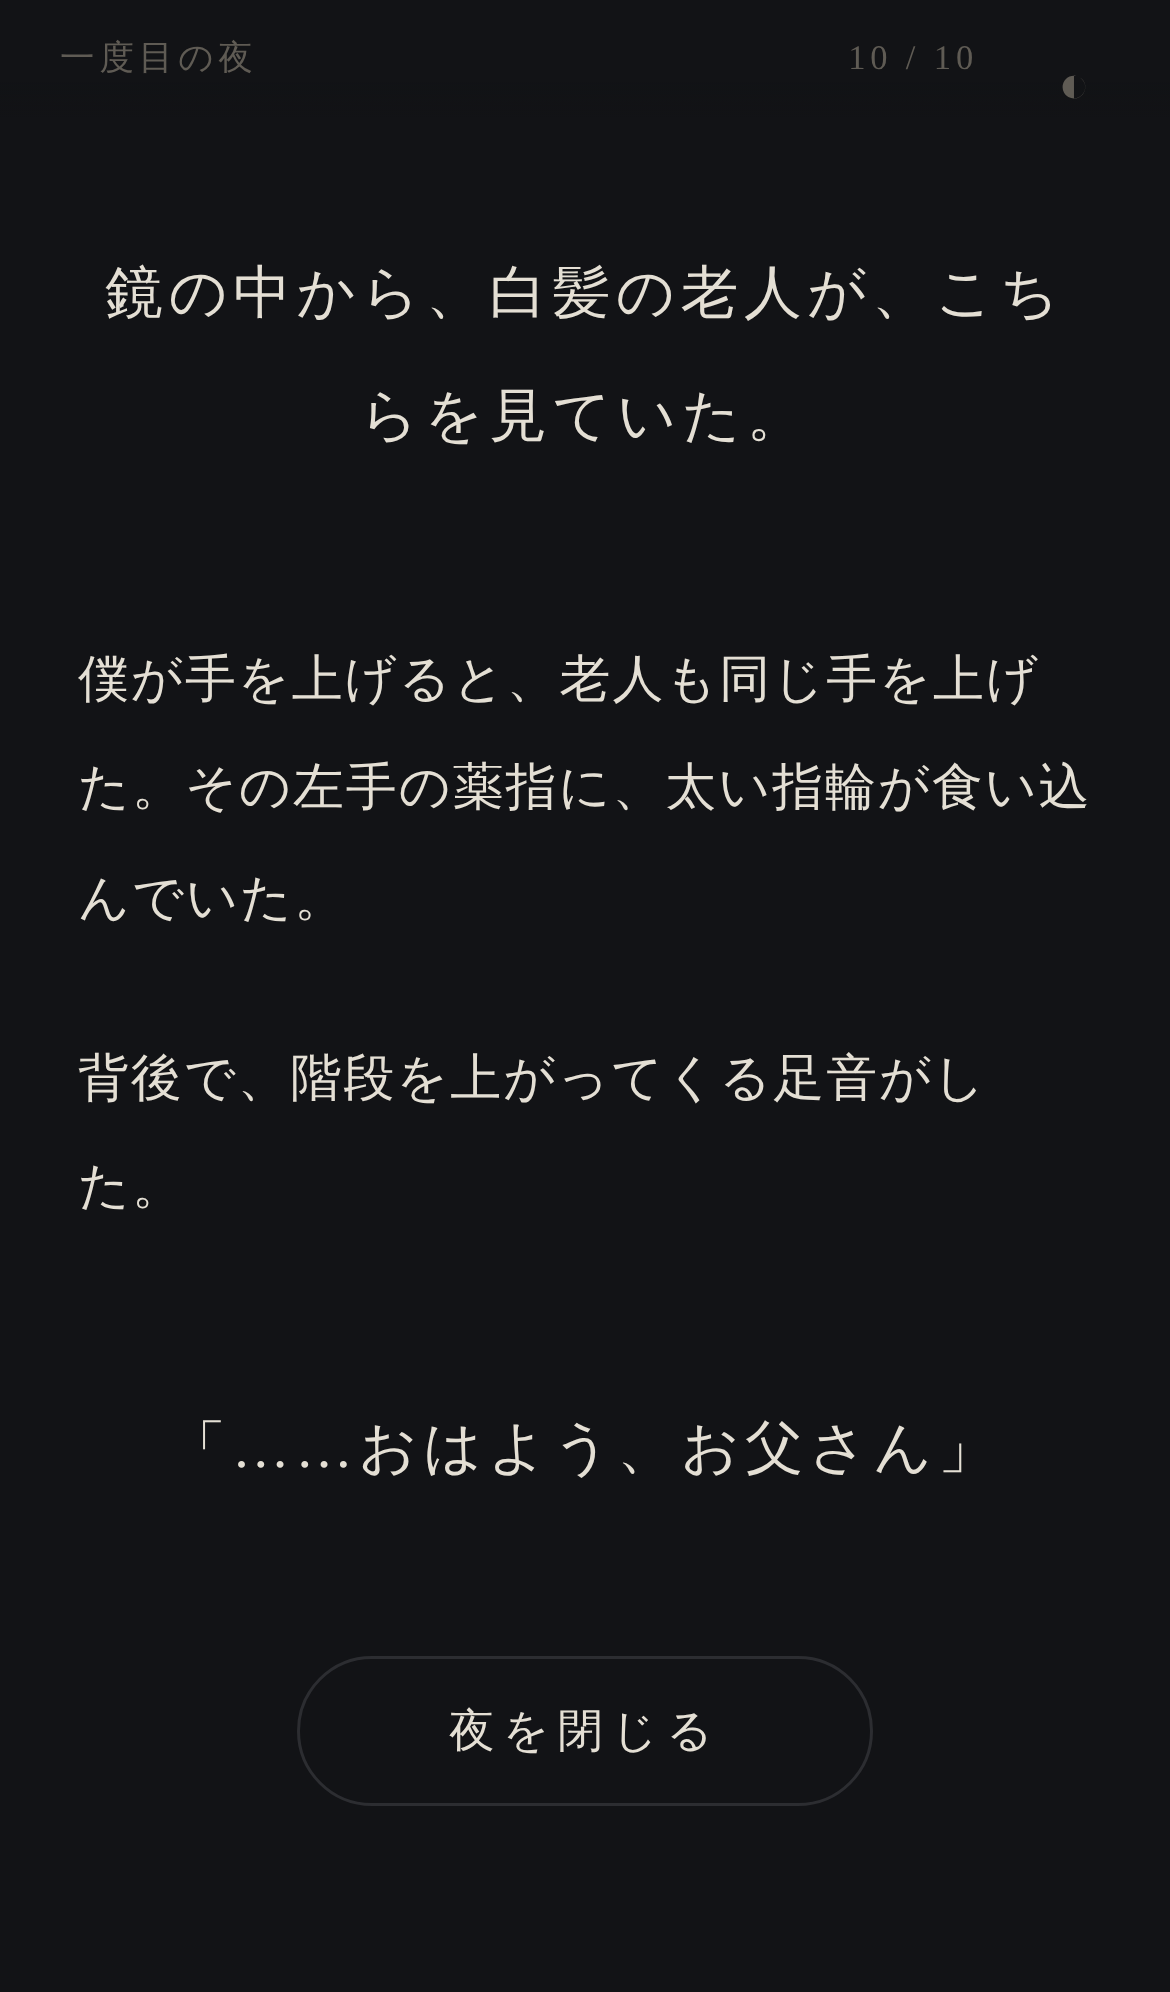 一度目の夜
10 / 10
鏡の中から、白髪の老人が、こち
らを見ていた。
僕が手を上げると、老人も同じ手を上げ
た。その左手の薬指に、太い指輪が食い込
んでいた。
背後で、階段を上がってくる足音がし
た。
「……おはよう、お父さん」
夜を閉じる